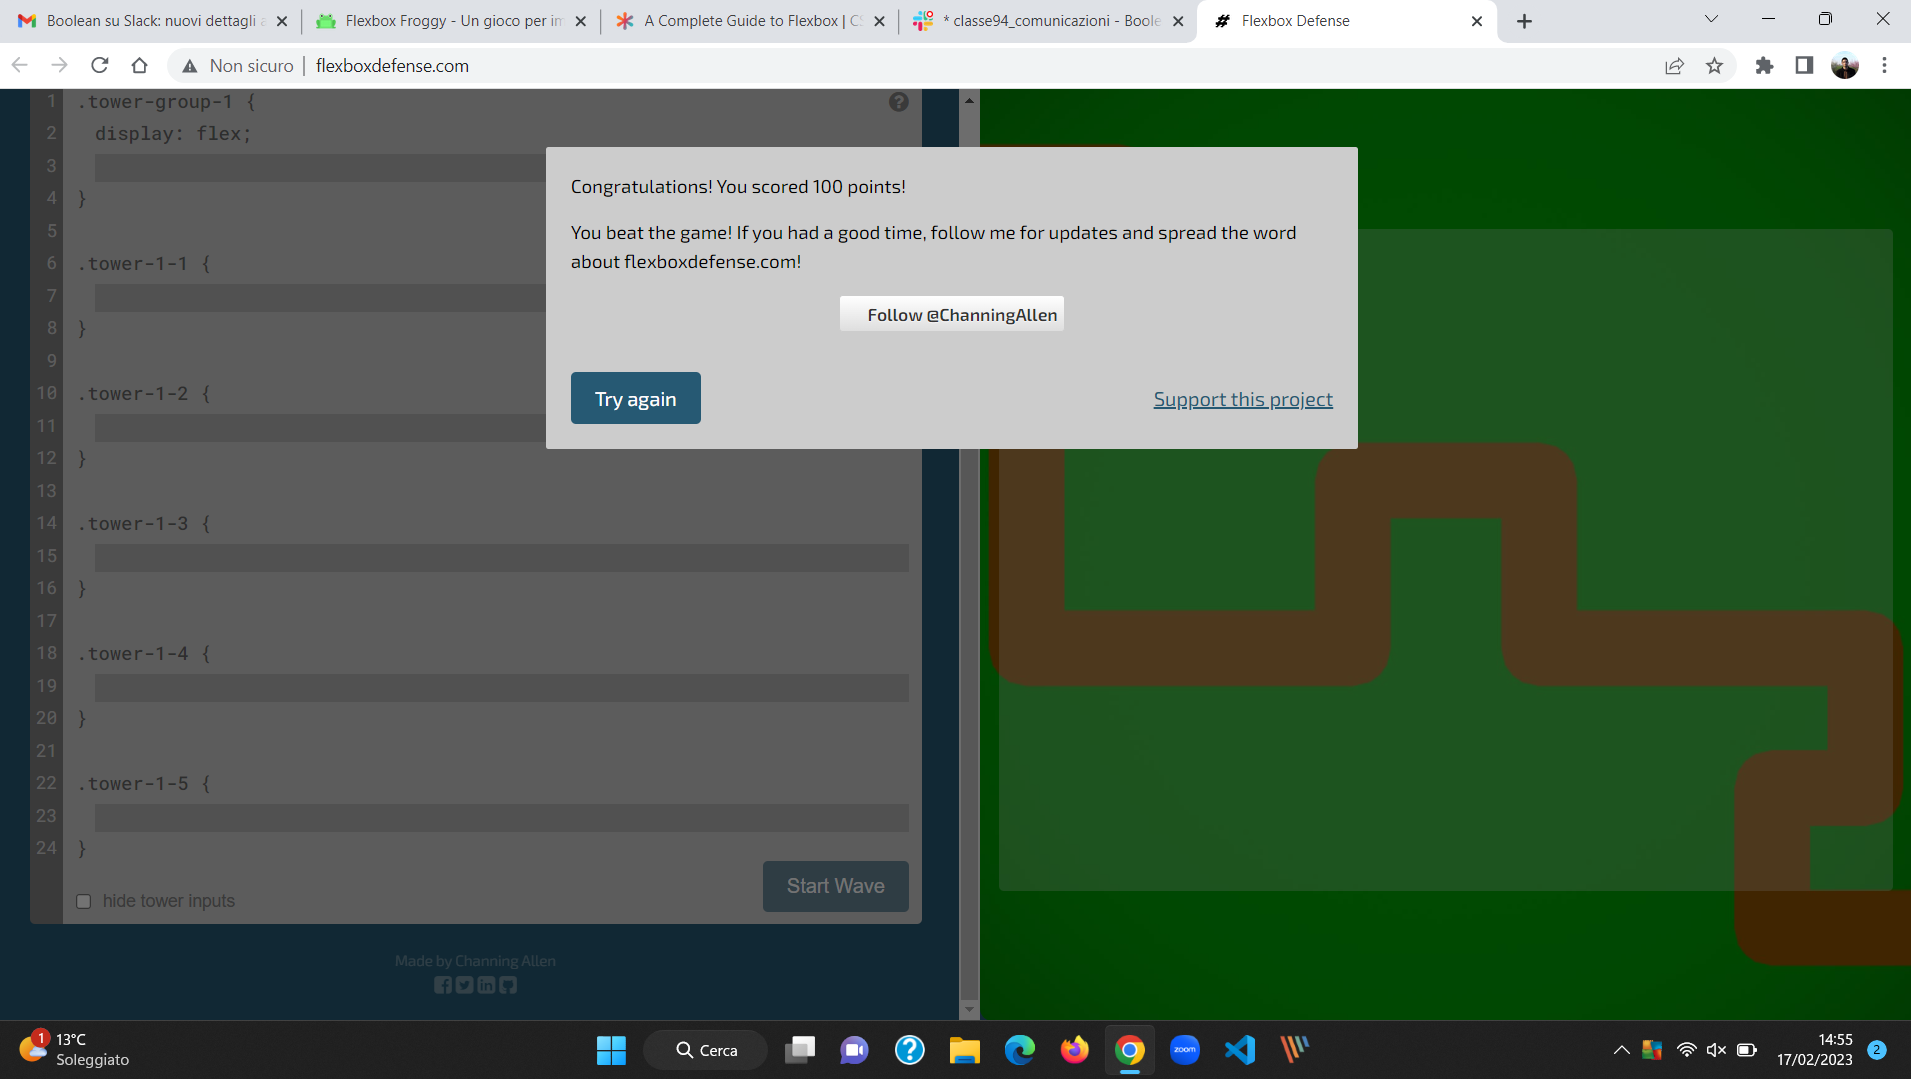 Boolean su Slack: nuovi dettagli a
Flexbox Froggy - Un gioco per im
A Complete Guide to Flexbox | CS
* classe94_comunicazioni - Boole
Flexbox Defense
Non sicuro
flexboxdefense.com
1 .tower-group-1 {
?
2 display: flex;
3
4 }
5
6 .tower-1-1 {
7
8 }
9
10 .tower-1-2 {
11
12 }
13
14 .tower-1-3 {
15
16 }
17
18 .tower-1-4 {
19
20 }
21
22 .tower-1-5 {
23
24 }
hide tower inputs
Start Wave
Made by Channing Allen
Congratulations! You scored 100 points!
You beat the game! If you had a good time, follow me for updates and spread the word
about flexboxdefense.com!
Follow @ChanningAllen
Try again
Support this project
1
13°C
Soleggiato
Cerca
?
zoom
14:55
17/02/2023
2